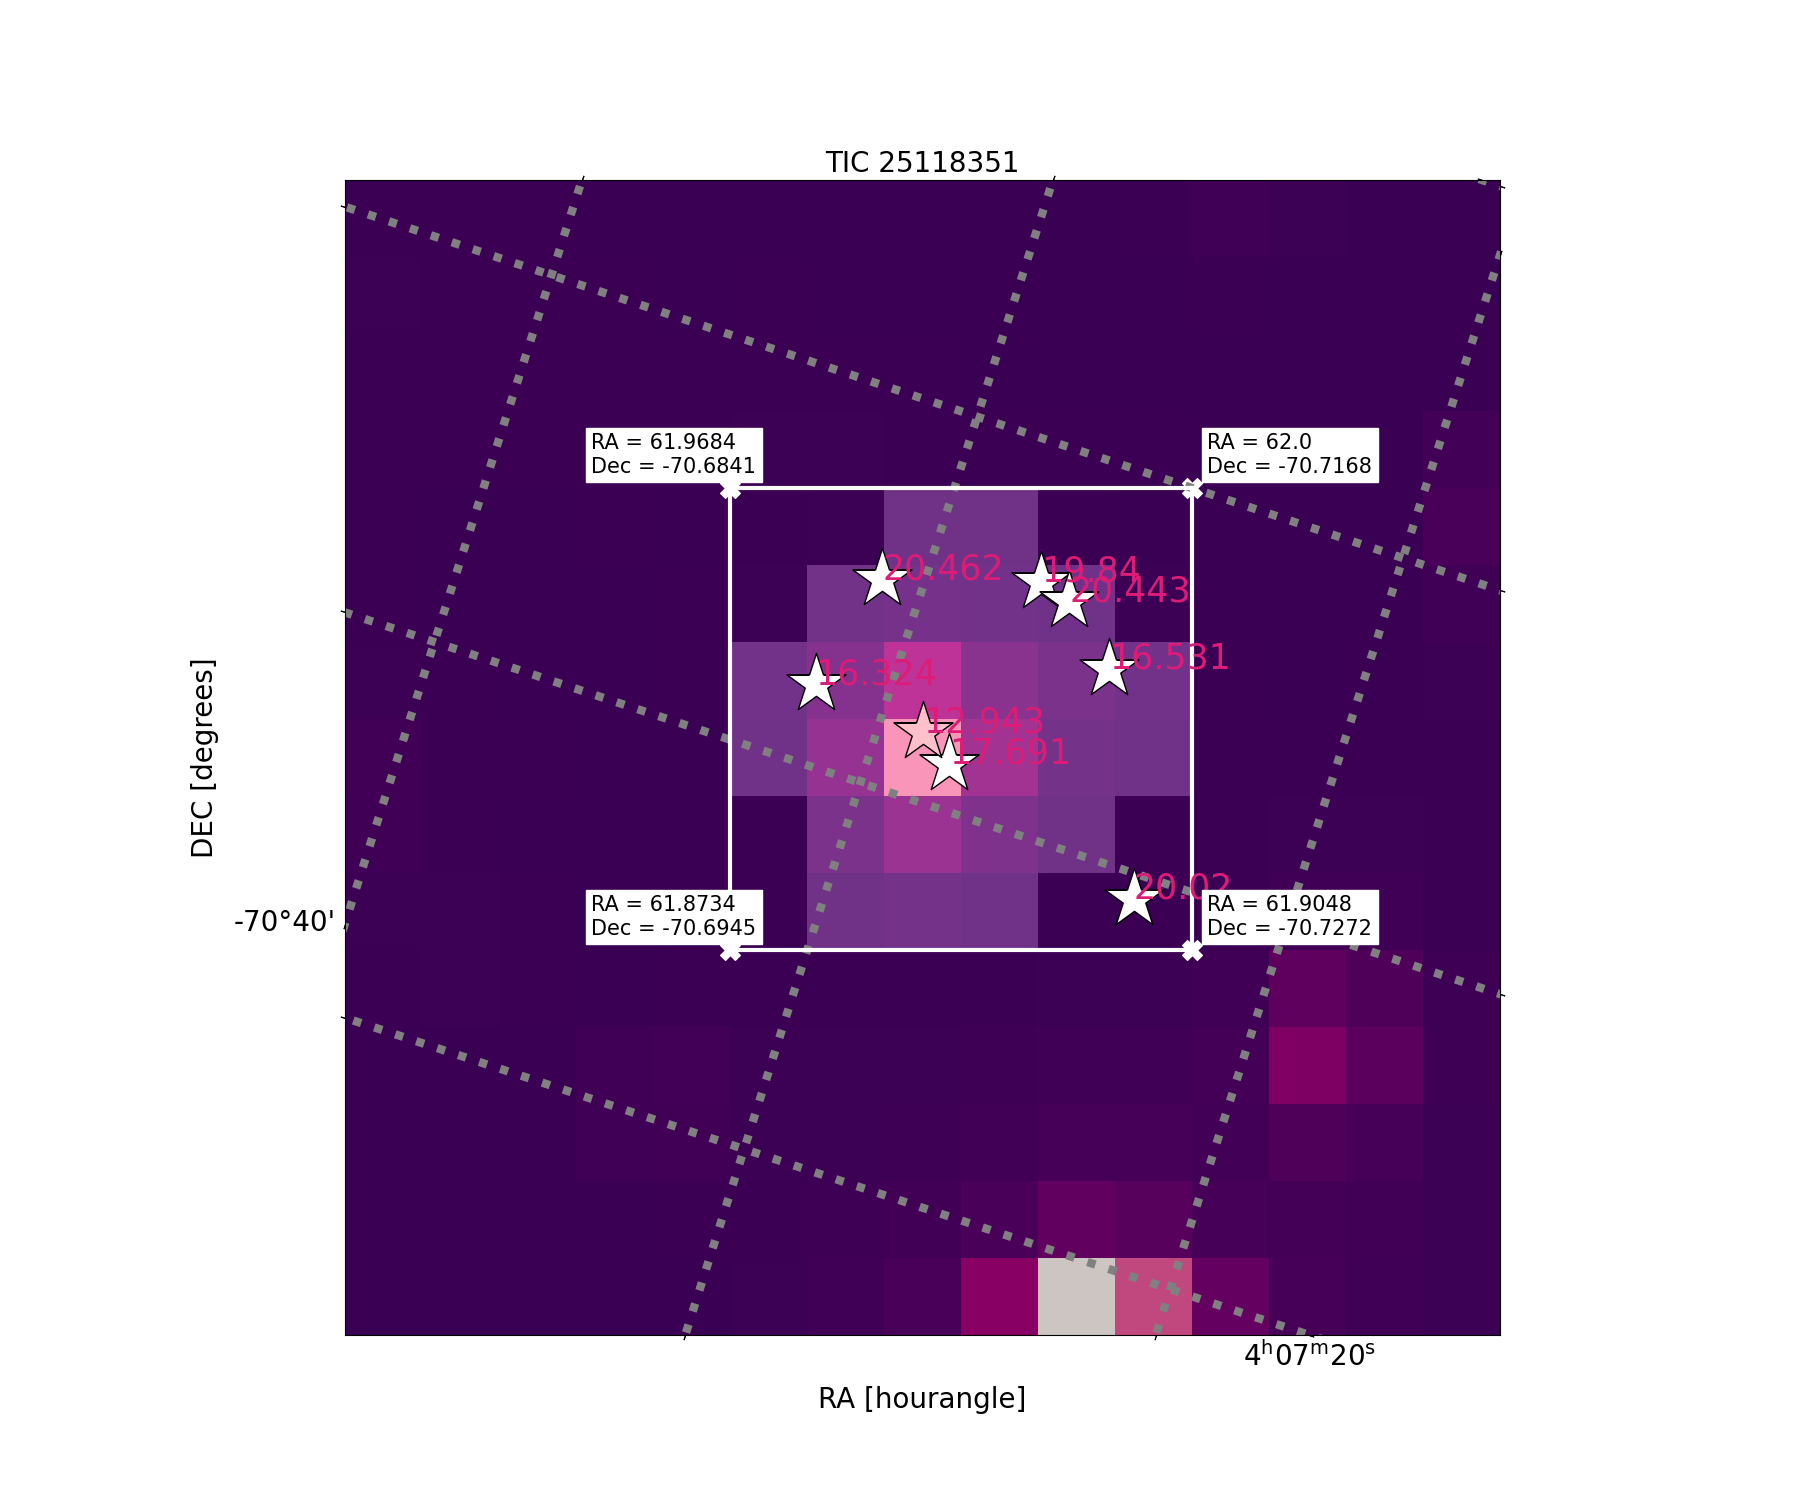 TIC 25118351
RA = 61.9684
Dec = -70.6841
RA = 62.0
Dec = -70.7168
20.462
19.84
20.443
16.531
16.324
12.943
17.691
20.02
RA = 61.8734
Dec = -70.6945
RA = 61.9048
Dec = -70.7272
DEC [degrees]
-70°40'
4ʰ07ᵐ20ˢ
RA [hourangle]